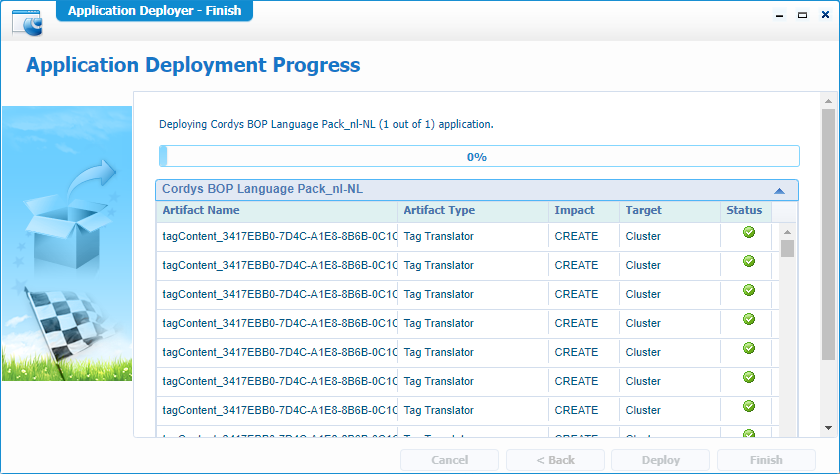 Application Deployer - Finish
Application Deployment Progress
Deploying Cordys BOP Language Pack_nl-NL (1 out of 1) application.
0%
Cordys BOP Language Pack_nl-NL
Artifact Name Artifact Type Impact Target Status
tagContent_3417EBB0-7D4C-A1E8-8B6B-0C1C Tag Translator CREATE Cluster
tagContent_3417EBB0-7D4C-A1E8-8B6B-0C1C Tag Translator CREATE Cluster
tagContent_3417EBB0-7D4C-A1E8-8B6B-0C1C Tag Translator CREATE Cluster
tagContent_3417EBB0-7D4C-A1E8-8B6B-0C1C Tag Translator CREATE Cluster
tagContent_3417EBB0-7D4C-A1E8-8B6B-0C1C Tag Translator CREATE Cluster
tagContent_3417EBB0-7D4C-A1E8-8B6B-0C1C Tag Translator CREATE Cluster
tagContent_3417EBB0-7D4C-A1E8-8B6B-0C1C Tag Translator CREATE Cluster
Cancel < Back Deploy Finish